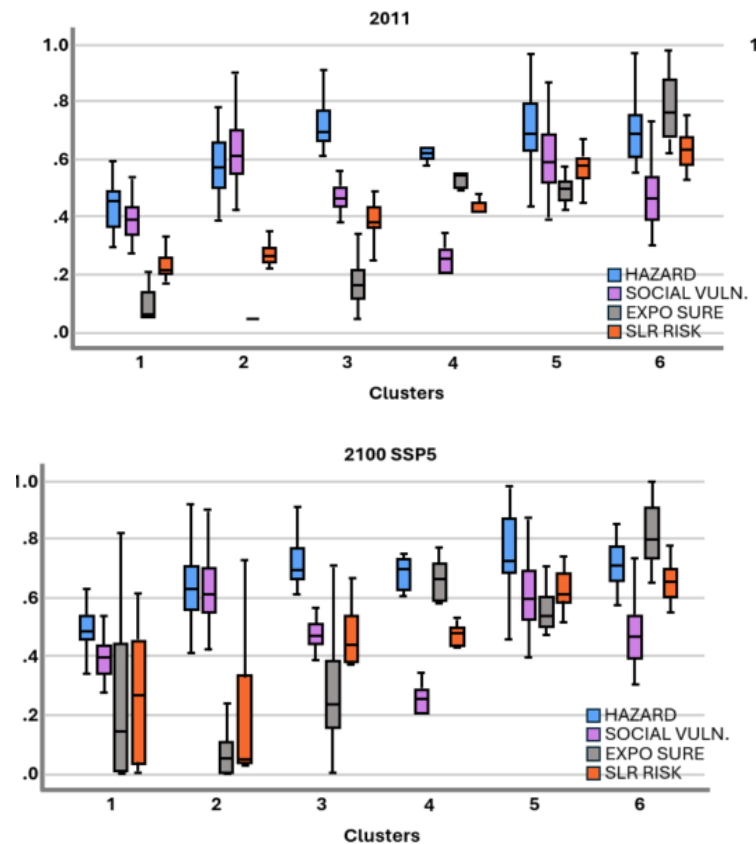 2011
1.0
1
.8
.6
.4
.2
.0
HAZARD
SOCIAL VULN.
EXPO SURE
SLR RISK
1 2 3 4 5 6
Clusters
2100 SSP5
1.0
.8
.6
.4
.2
.0
HAZARD
SOCIAL VULN.
EXPO SURE
SLR RISK
1 2 3 4 5 6
Clusters